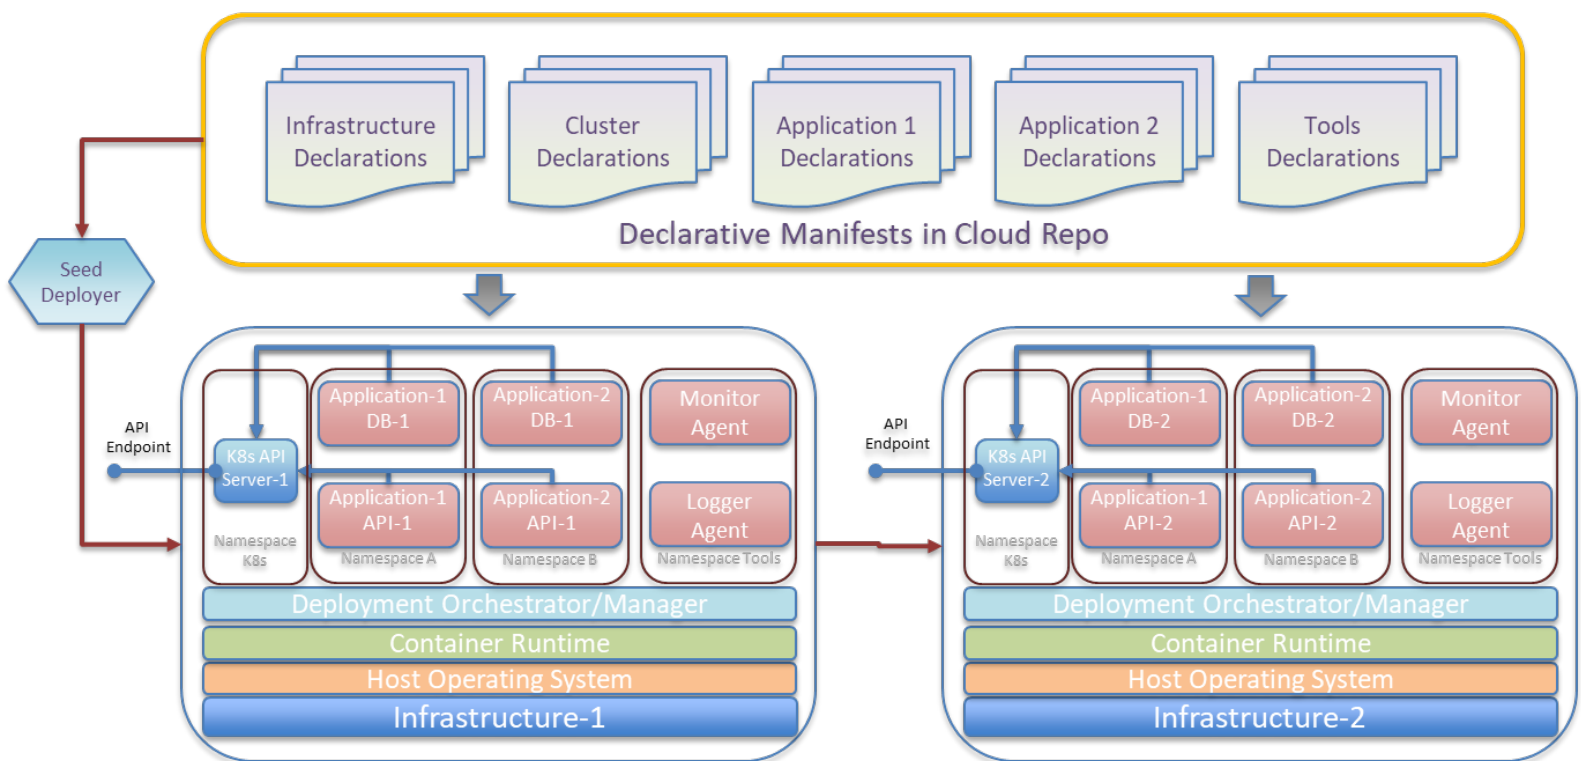 Infrastructure
Declarations
Cluster
Declarations
Application 1
Declarations
Application 2
Declarations
Tools
Declarations
Declarative Manifests in Cloud Repo
Seed
Deployer
API
Endpoint
K8s API
Server-1
Namespace
K8s
Application-1
DB-1
Application-1
API-1
Namespace A
Application-2
DB-1
Application-2
API-1
Namespace B
Monitor
Agent
Logger
Agent
Namespace Tools
Deployment Orchestrator/Manager
Container Runtime
Host Operating System
Infrastructure-1
API
Endpoint
K8s API
Server-2
Namespace
K8s
Application-1
DB-2
Application-1
API-2
Namespace A
Application-2
DB-2
Application-2
API-2
Namespace B
Monitor
Agent
Logger
Agent
Namespace Tools
Deployment Orchestrator/Manager
Container Runtime
Host Operating System
Infrastructure-2